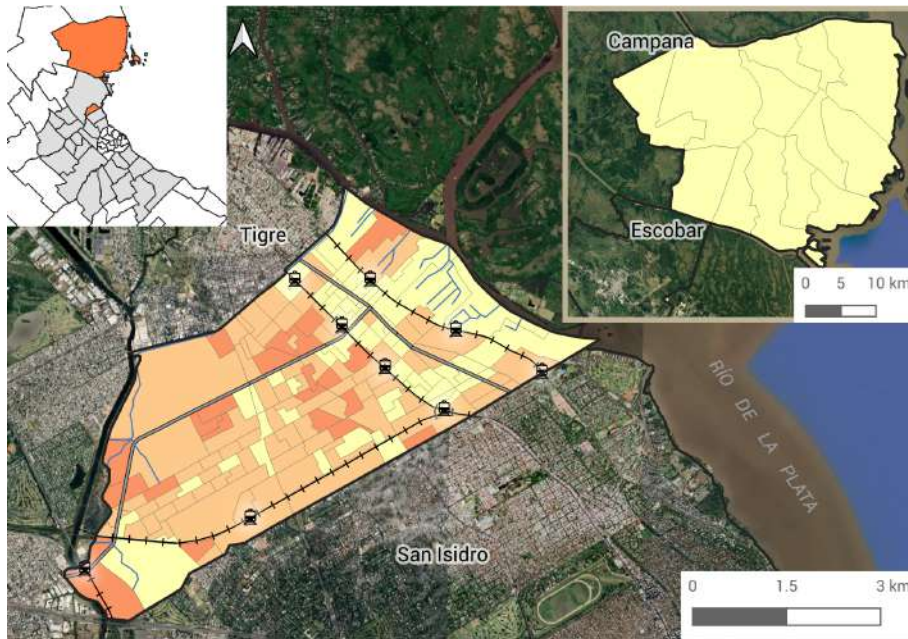 Campana
Escobar
0 5 10 km
Tigre
San Isidro
RÍO DE LA PLATA
0 1.5 3 km